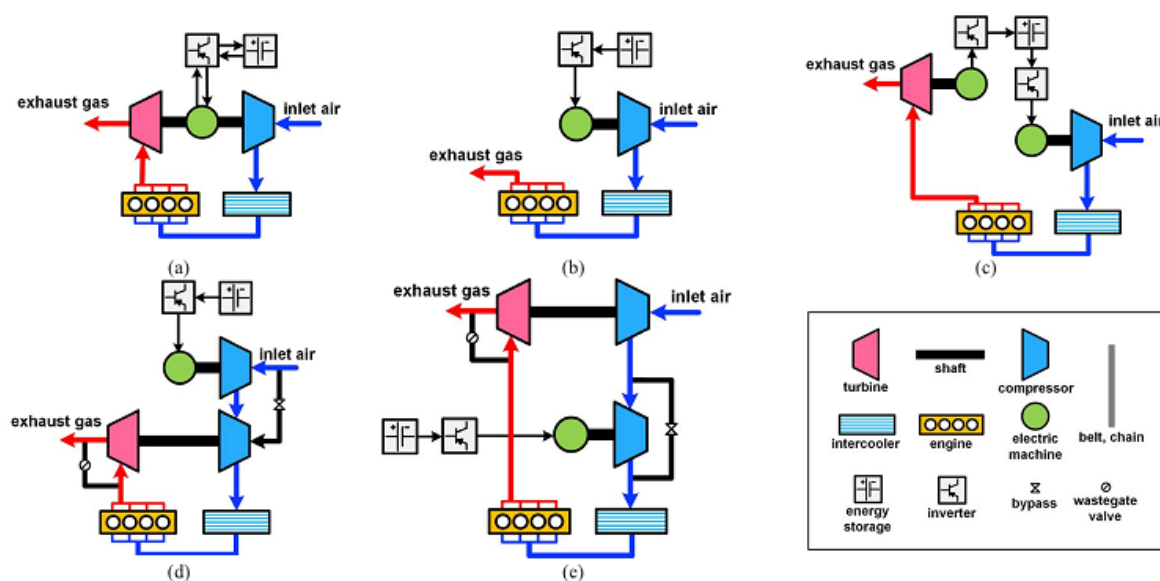 exhaust gas
inlet air
(a)
exhaust gas
inlet air
(b)
exhaust gas
inlet air
(c)
exhaust gas
inlet air
(d)
exhaust gas
inlet air
(e)
turbine
shaft
compressor
belt, chain
intercooler
engine
electric
machine
energy
storage
inverter
bypass
wastegate
valve